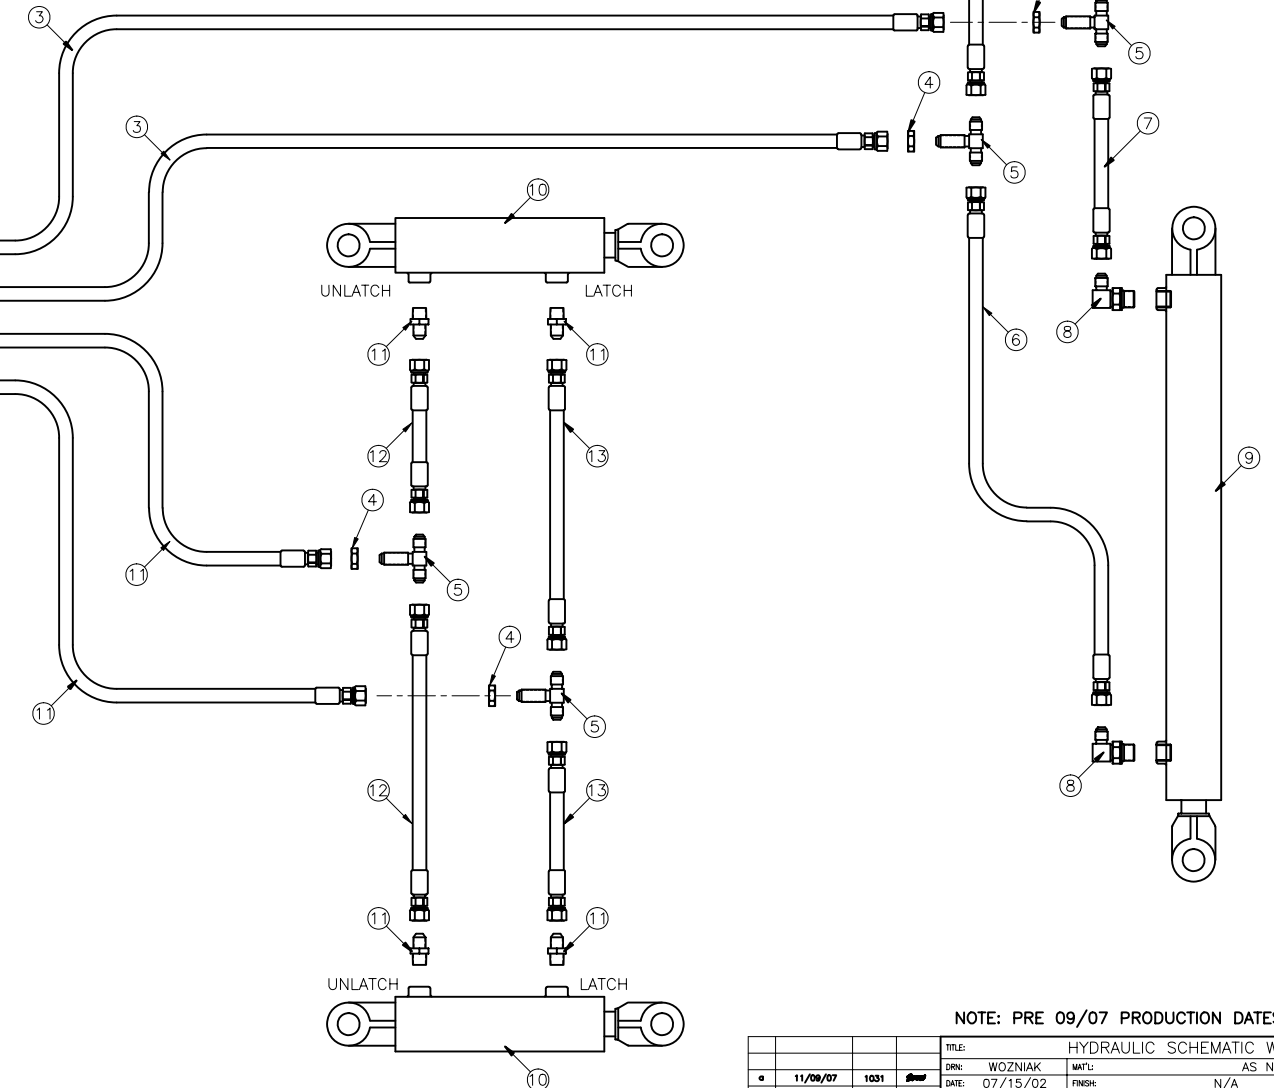 3
5
4
3
7
5
10
UNLATCH
LATCH
8
6
11
11
12
13
9
4
11
5
4
11
5
8
12
13
11
11
UNLATCH
LATCH
10
NOTE: PRE 09/07 PRODUCTION DATES
TITLE: HYDRAULIC SCHEMATIC W
DRN: WOZNIAK MAT'L: AS N
a 11/09/07 1031
DATE: 07/15/02 FINISH: N/A